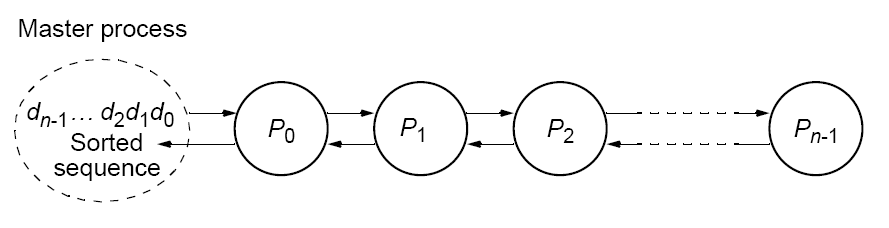 Master process
dn-1... d2d1d0
Sorted
sequence
P0
P1
P2
Pn-1